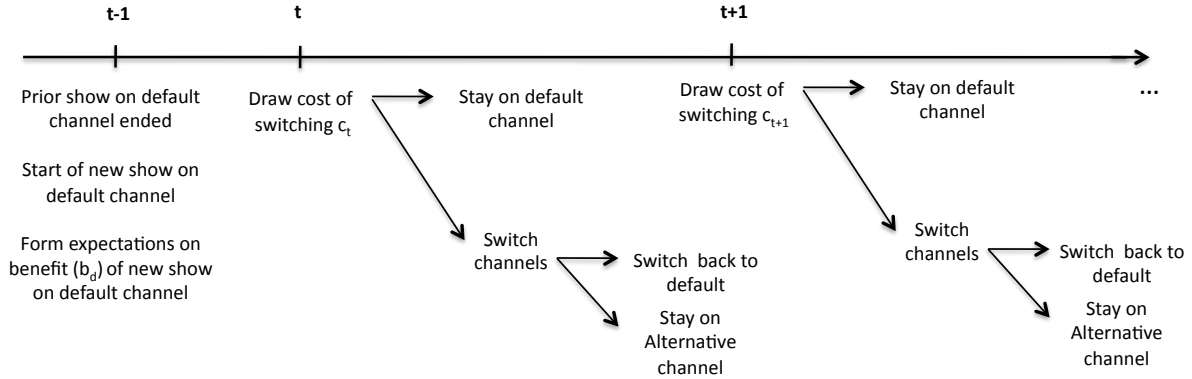 t-1
t
t+1
Prior show on default
channel ended
Start of new show on
default channel
Form expectations on
benefit (b_d) of new show
on default channel
Draw cost of
switching c_t
Stay on default
channel
Switch
channels
Switch back to
default
Stay on
Alternative
channel
Draw cost of
switching c_t+1
Stay on default
channel
...
Switch
channels
Switch back to
default
Stay on
Alternative
channel